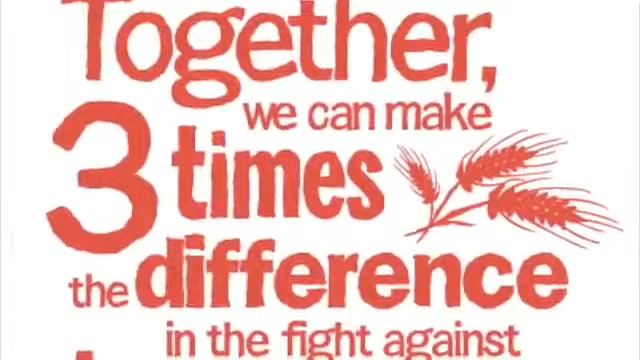 Together,
we can make
3 times
the difference
in the fight against